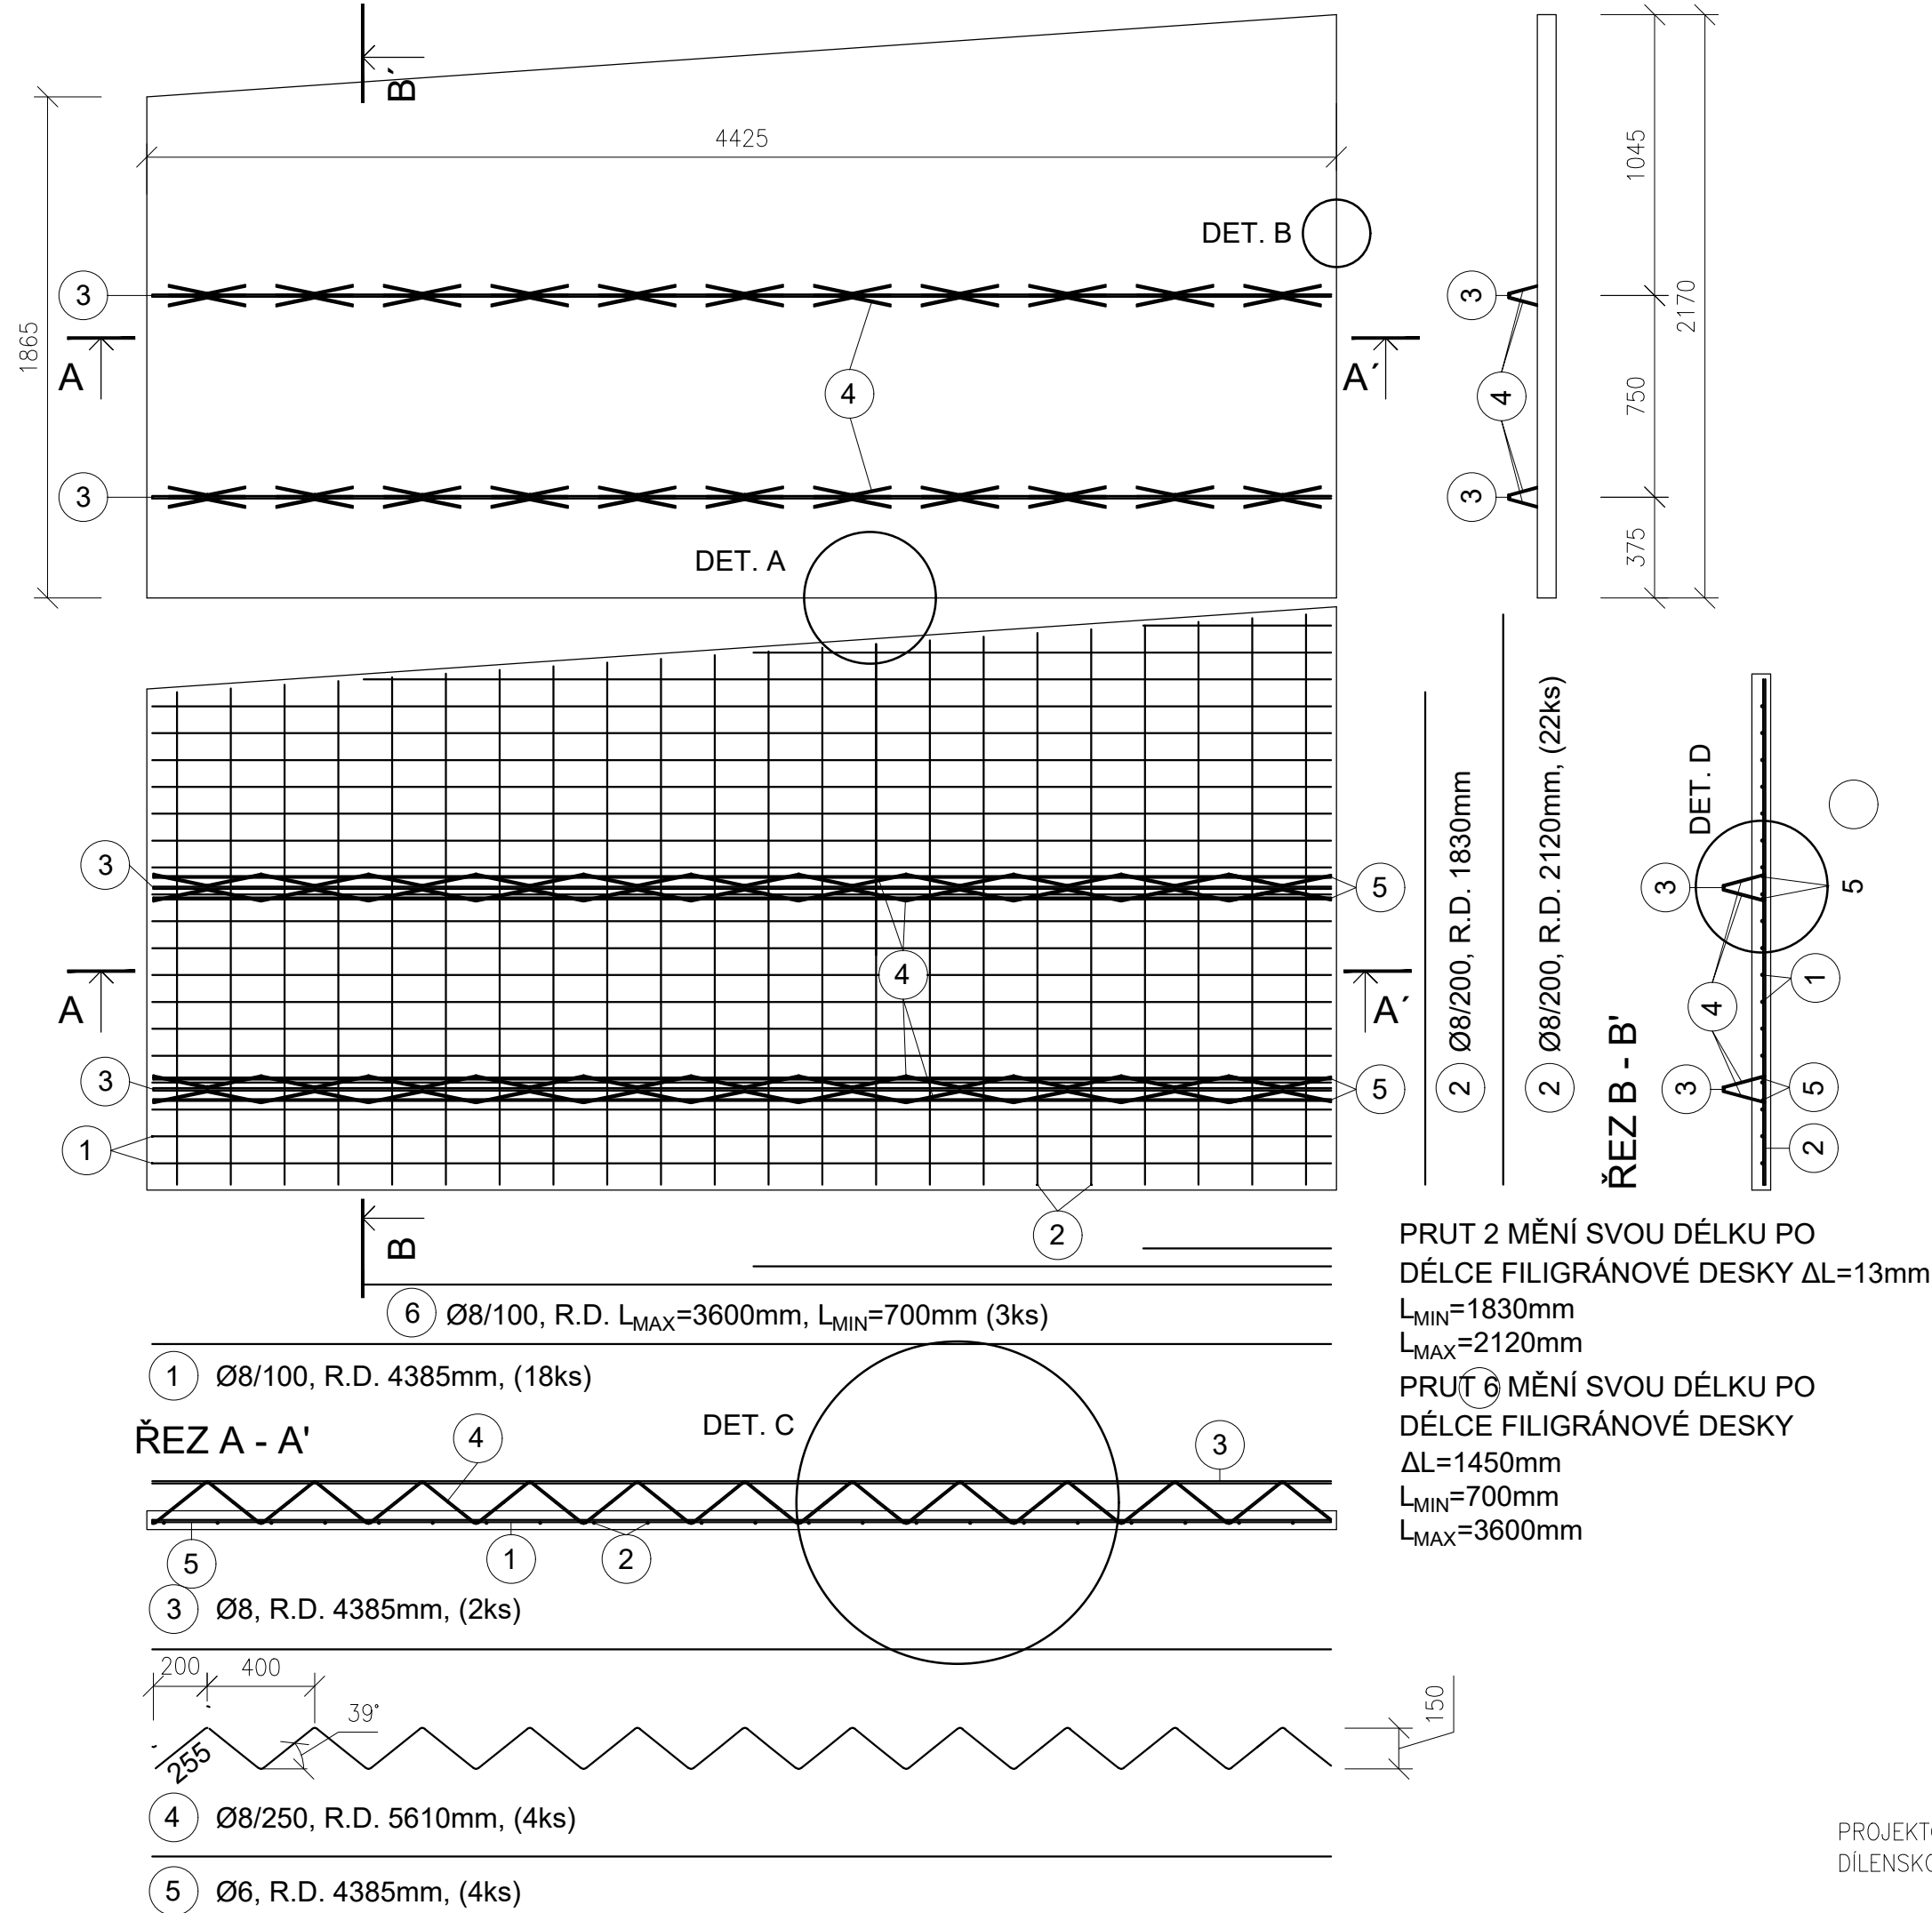 B´
4425
1045
DET. B
3
3
1865
2170
A
A´
4
4
750
3
3
DET. A
375
3
5
4
A
A´
3
5
1
2
B
2 Ø8/200, R.D. 1830mm
2 Ø8/200, R.D. 2120mm, (22ks)
ŘEZ B - B'
DET. D
3
5
1
4
3
5
2
6 Ø8/100, R.D. LMAX=3600mm, LMIN=700mm (3ks)
1 Ø8/100, R.D. 4385mm, (18ks)
PRUT 2 MĚNÍ SVOU DÉLKU PO
DÉLCE FILIGRÁNOVÉ DESKY ΔL=13mm
LMIN=1830mm
LMAX=2120mm
PRUT 6 MĚNÍ SVOU DÉLKU PO
DÉLCE FILIGRÁNOVÉ DESKY
ΔL=1450mm
LMIN=700mm
LMAX=3600mm
ŘEZ A - A'
4
DET. C
3
5
1
2
3 Ø8, R.D. 4385mm, (2ks)
200
400
39°
255
150
4 Ø8/250, R.D. 5610mm, (4ks)
5 Ø6, R.D. 4385mm, (4ks)